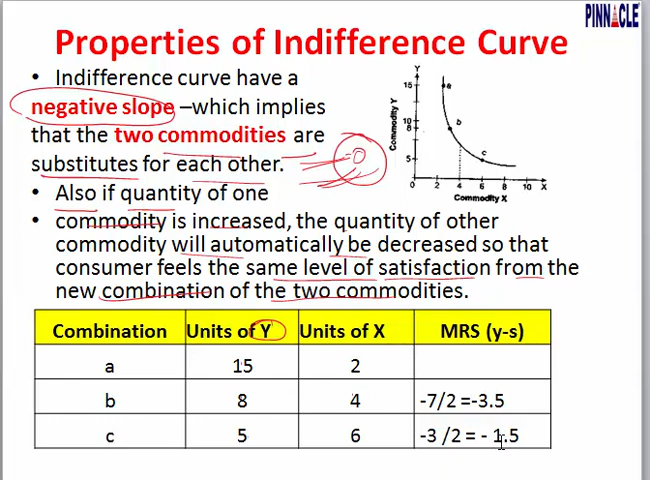 PINNACLE
Properties of Indifference Curve
• Indifference curve have a
negative slope –which implies
that the two commodities are
substitutes for each other.
• Also if quantity of one
• commodity is increased, the quantity of other
commodity will automatically be decreased so that
consumer feels the same level of satisfaction from the
new combination of the two commodities.
Y
15
a
10
8
b
5
c
0 2 4 6 8 10 X
Commodity Y
Commodity X
Combination Units of Y Units of X MRS (y-s)
a 15 2
b 8 4 -7/2 =-3.5
c 5 6 -3 /2 = - 1.5